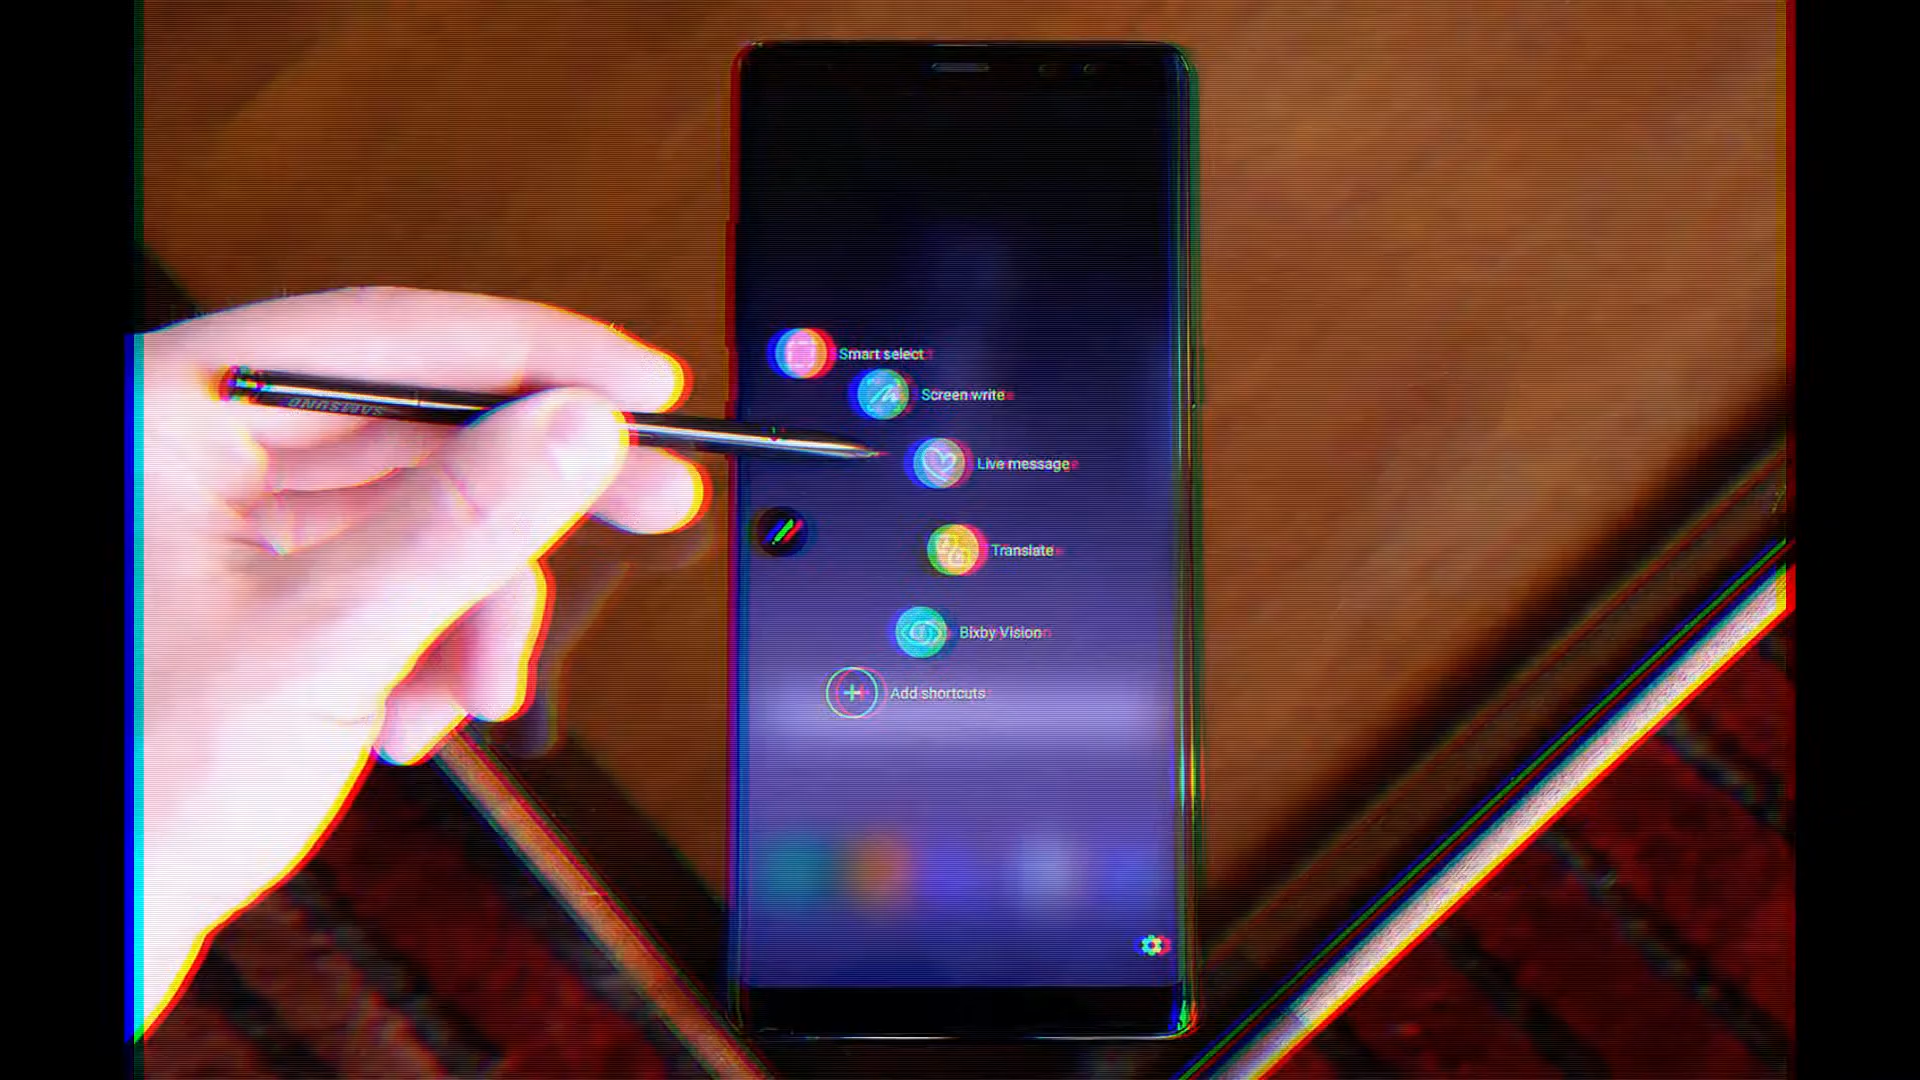 Smart select
Screen write
SAMSUNG
Live message
Translate
Bixby Vision
Add shortcuts